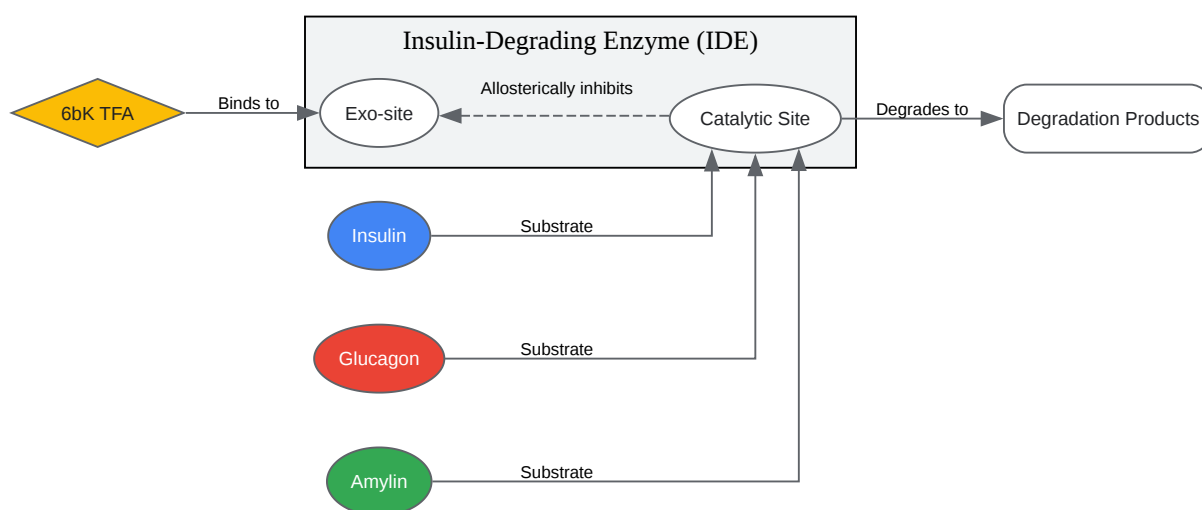 Insulin-Degrading Enzyme (IDE)
Allosterically inhibits
6bK TFA
Binds to
Exo-site
Catalytic Site
Degrades to
Degradation Products
Insulin
Substrate
Glucagon
Substrate
Amylin
Substrate